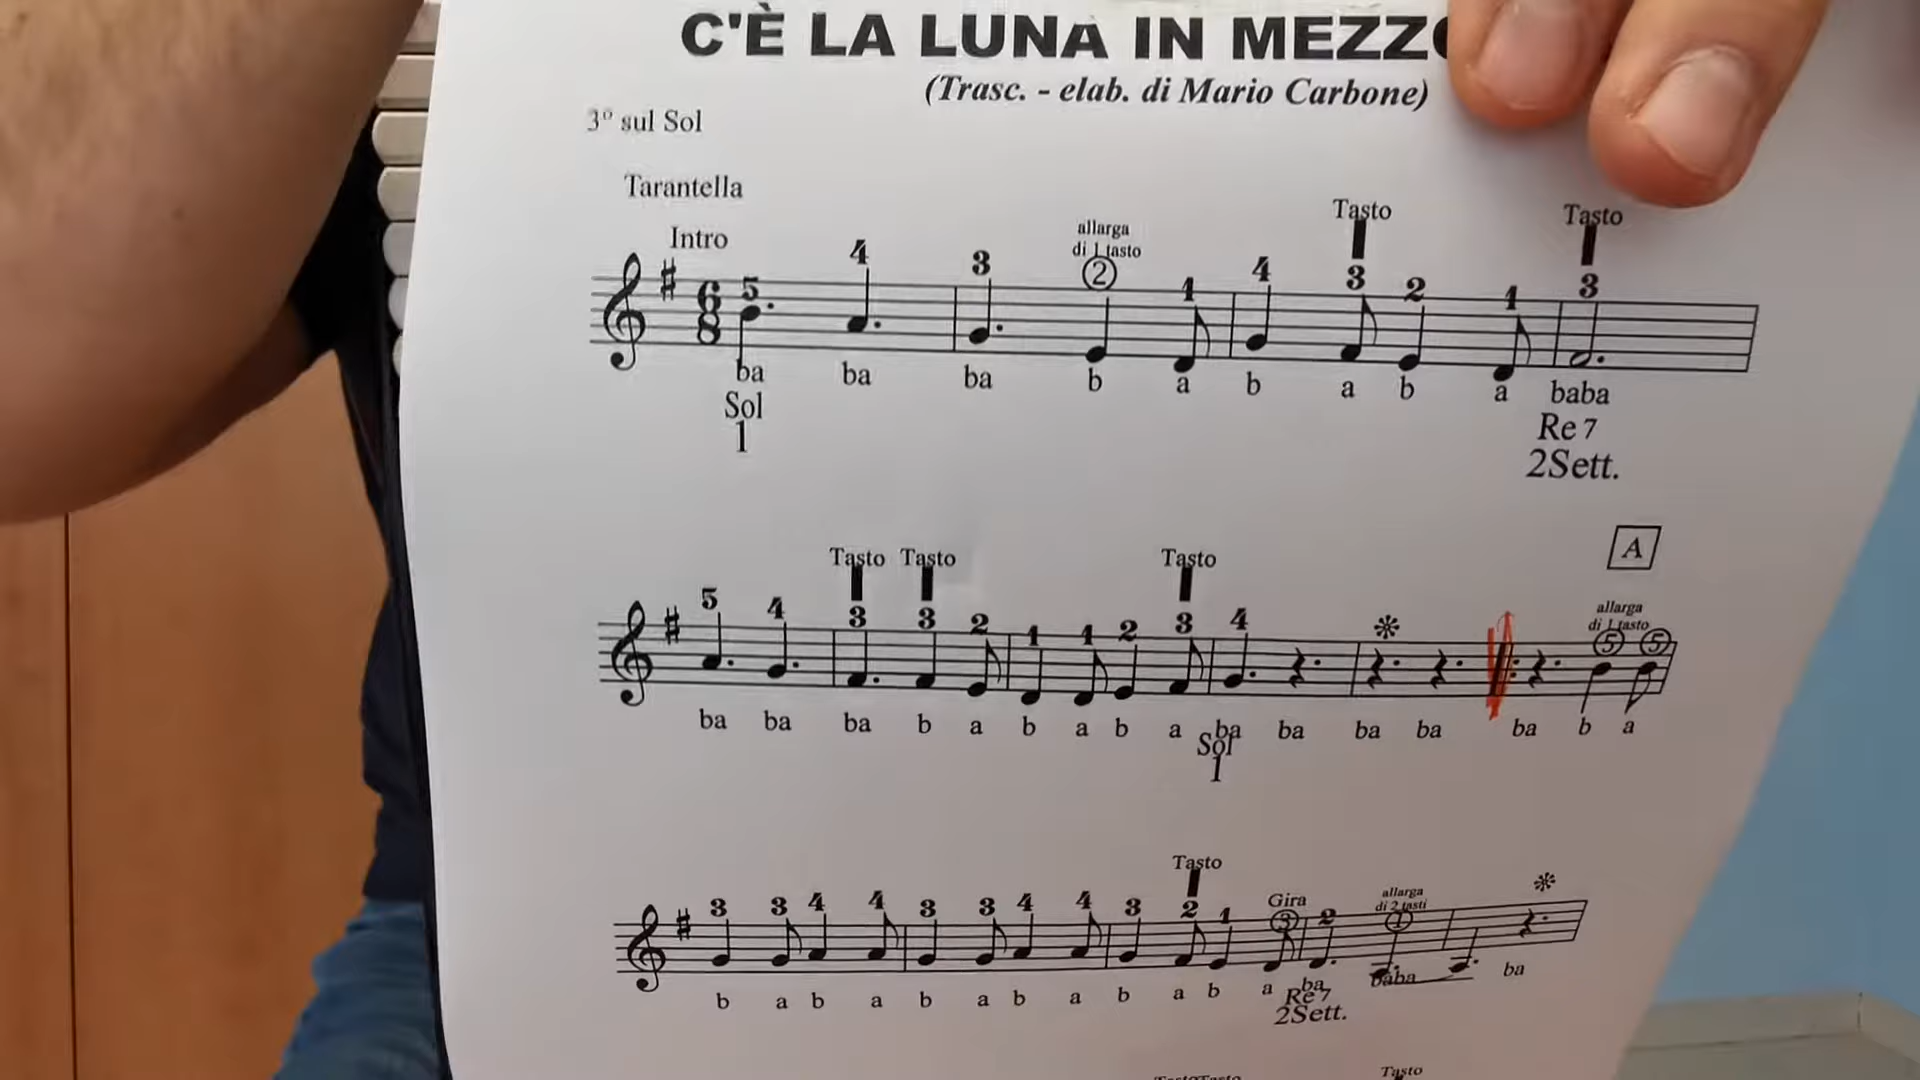 C'È LA LUNA IN MEZZO
(Trasc. - elab. di Mario Carbone)
3° sul Sol
Tarantella
Intro
allarga
di 1 tasto
Tasto Tasto
5 4 3 2 1 4 3 2 1 3
6
8
ba ba ba b a b a b a baba
Sol Re 7
1 2Sett.
A
Tasto Tasto Tasto
allarga
di 1 tasto
5 4 3 3 2 1 1 2 3 4 * 5 5
ba ba ba b a b a b a ba ba ba ba ba b a
Sol
1
Tasto
Gira
allarga
di 2 tasti
3 3 4 4 3 3 4 4 3 2 1 3 2 1 *
b a b a b a b a b a b a ba baba ba
Re 7
2Sett.
TastoTasto Tasto